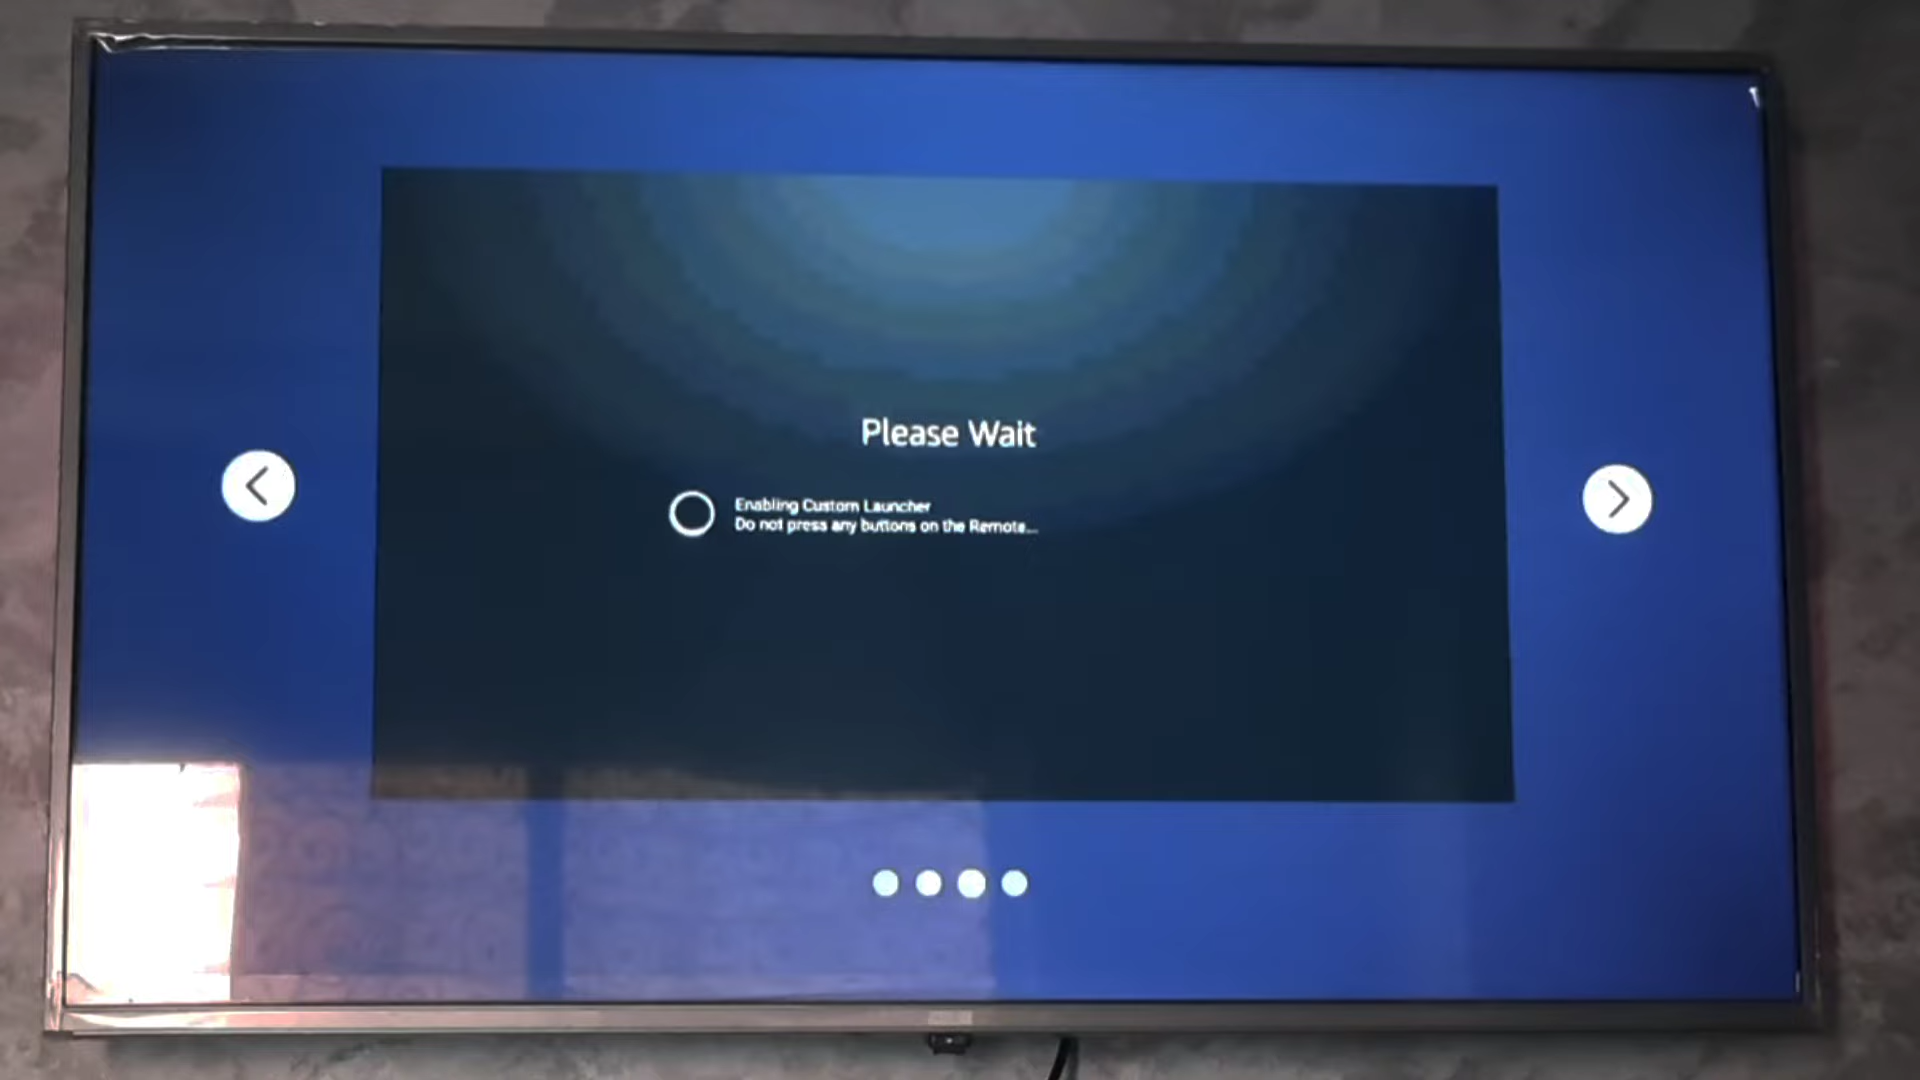 Please Wait
Enabling Custom Launcher
Do not press any buttons on the Remote...